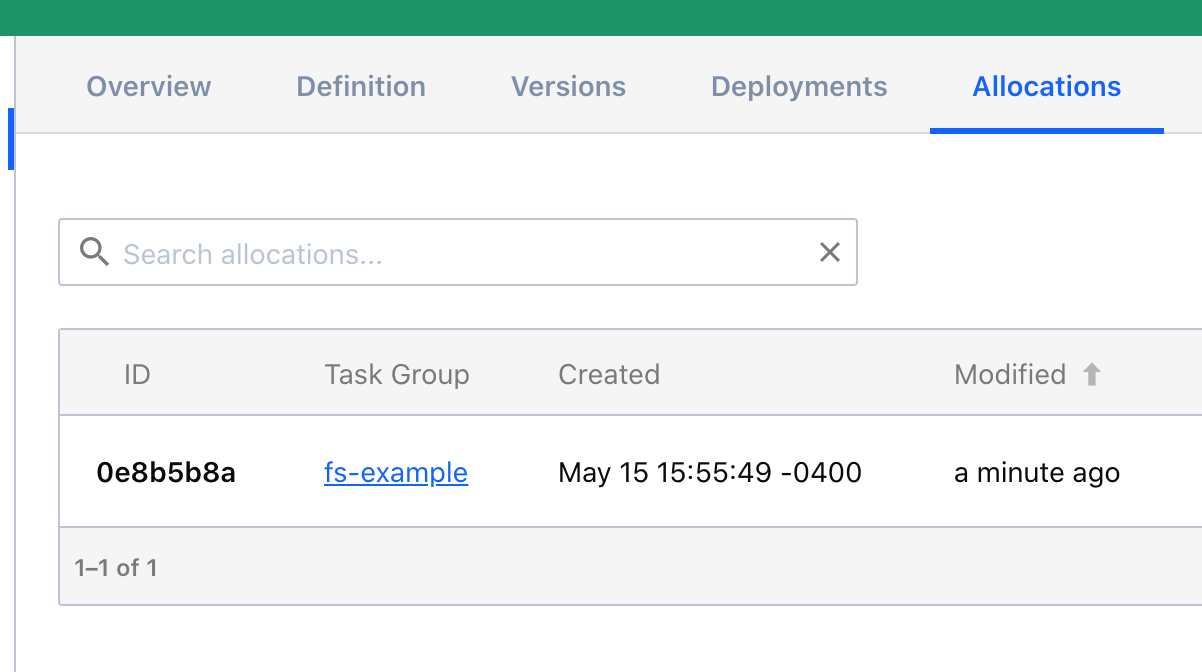 Overview Definition Versions Deployments Allocations
Search allocations...
ID Task Group Created Modified
0e8b5b8a fs-example May 15 15:55:49 -0400 a minute ago
1–1 of 1